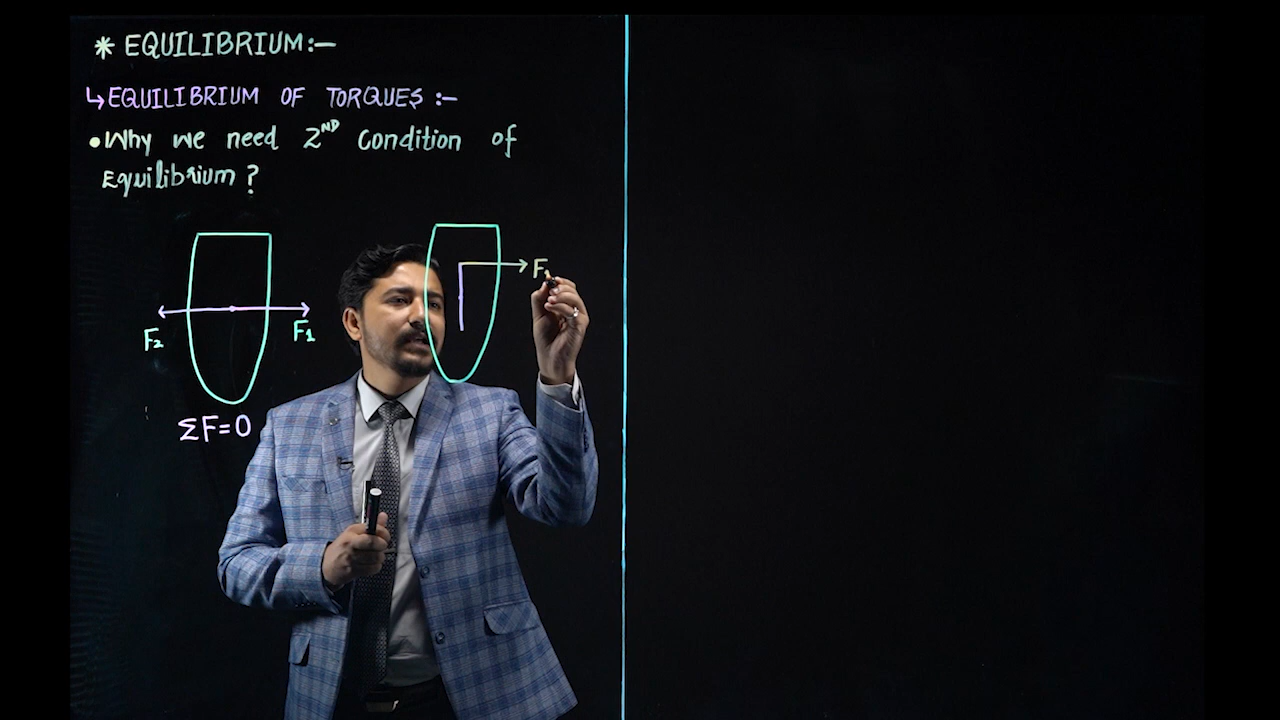 * EQUILIBRIUM:-
↳ EQUILIBRIUM OF TORQUES :-
• Why we need 2ND Condition of
Equilibrium ?
F₂
F₁
ΣF=0
F₁